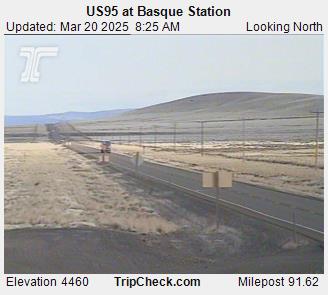 US95 at Basque Station
Updated: Mar 20 2025 8:25 AM Looking North
Elevation 4460 TripCheck.com Milepost 91.62